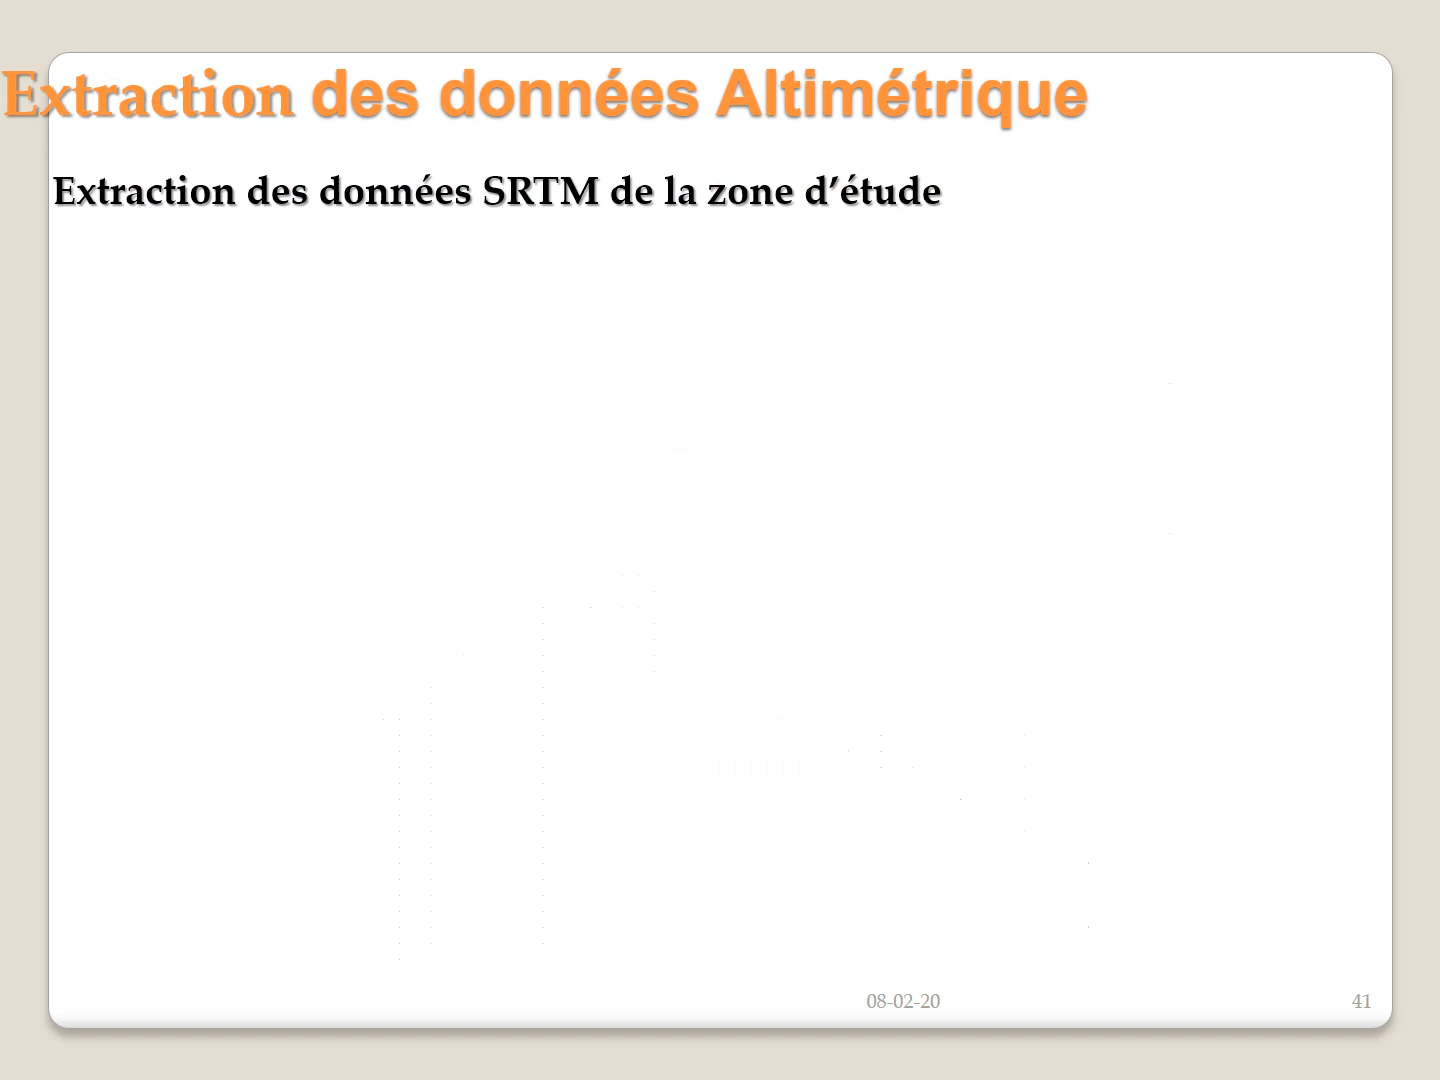 Extraction des données Altimétrique
Extraction des données SRTM de la zone d’étude
08-02-20
41